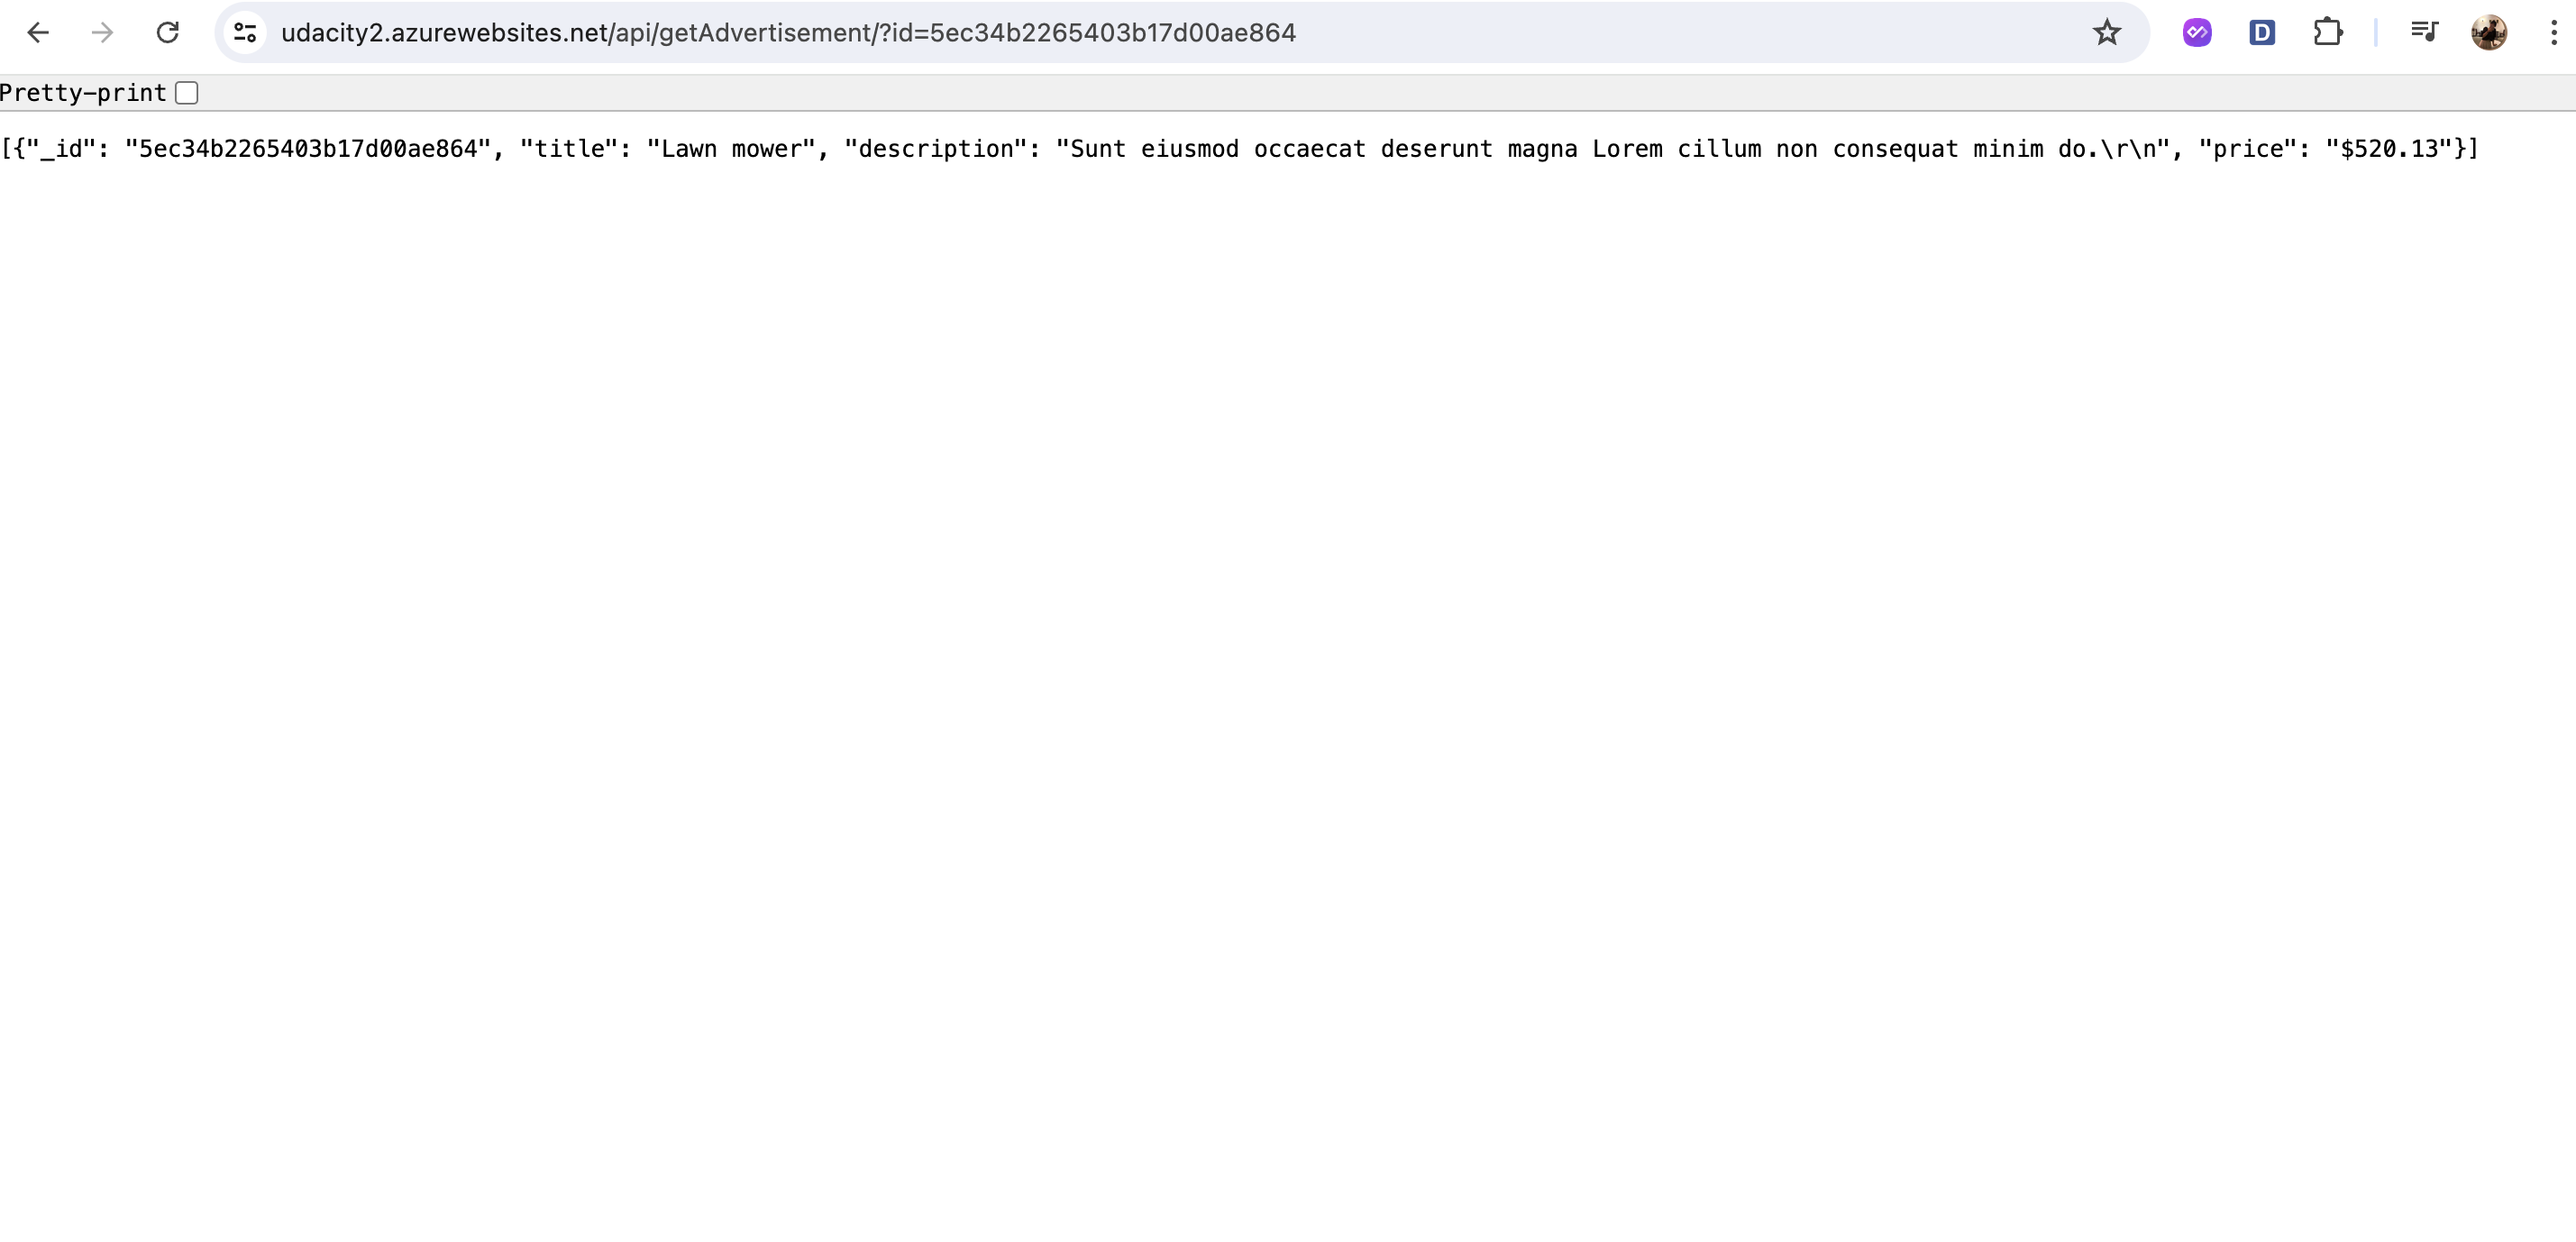 udacity2.azurewebsites.net/api/getAdvertisement/?id=5ec34b2265403b17d00ae864
D
Pretty-print
[{"_id": "5ec34b2265403b17d00ae864", "title": "Lawn mower", "description": "Sunt eiusmod occaecat deserunt magna Lorem cillum non consequat minim do.\r\n", "price": "$520.13"}]